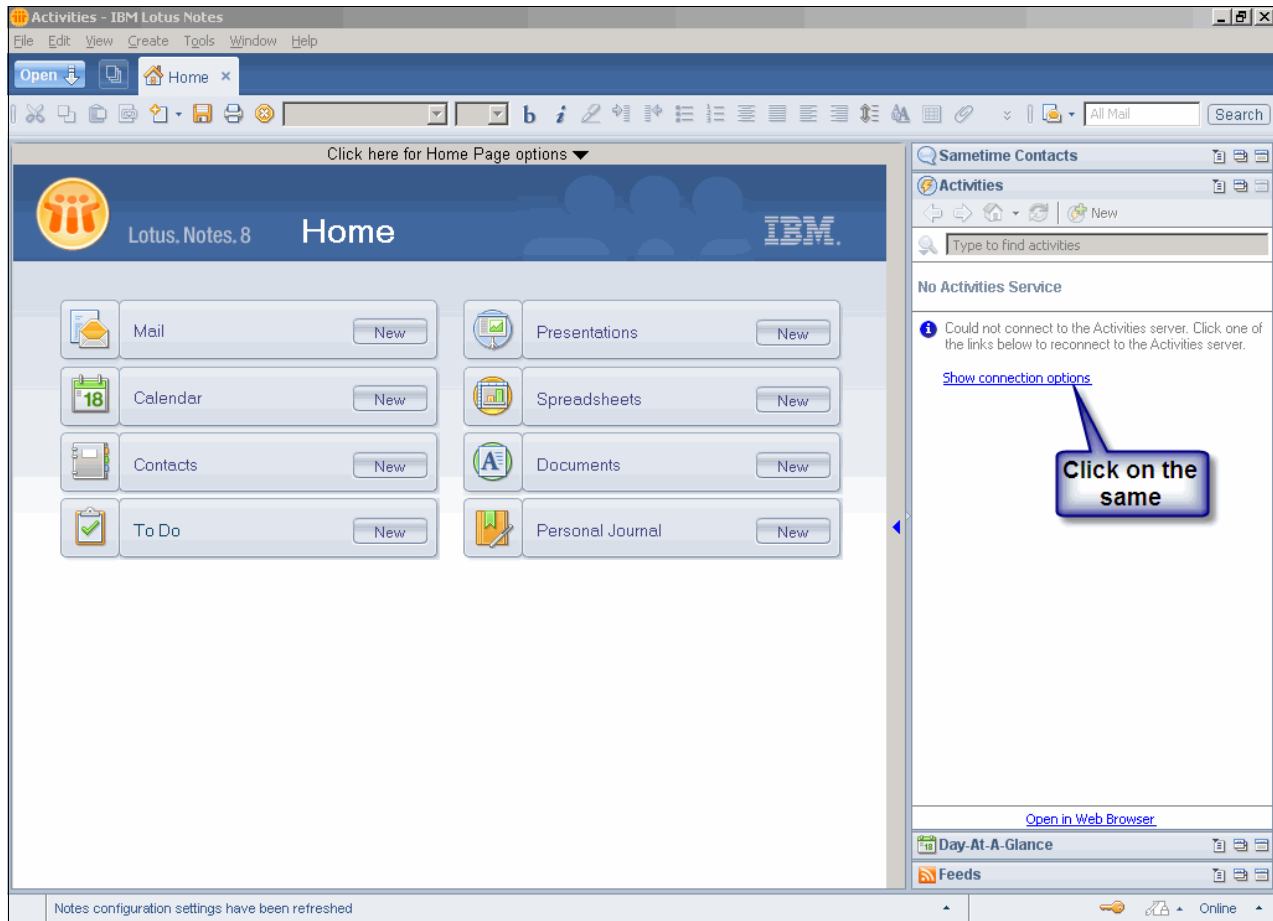 Activities - IBM Lotus Notes
File Edit View Create Tools Window Help
Open
Home
b i
All Mail
Search
Click here for Home Page options
Lotus. Notes. 8
Home
IBM.
Mail
New
Presentations
New
18
Calendar
New
Spreadsheets
New
Contacts
New
A
Documents
New
To Do
New
Personal Journal
New
Sametime Contacts
Activities
New
Type to find activities
No Activities Service
Could not connect to the Activities server. Click one of
the links below to reconnect to the Activities server.
Show connection options
Click on the
same
Open in Web Browser
18
Day-At-A-Glance
Feeds
Notes configuration settings have been refreshed
Online